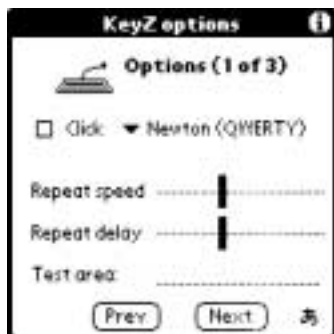 KeyZ options
Options (1 of 3)
Click ▼ Newton (QWERTY)
Repeat speed
Repeat delay
Test area:
Prev Next あ